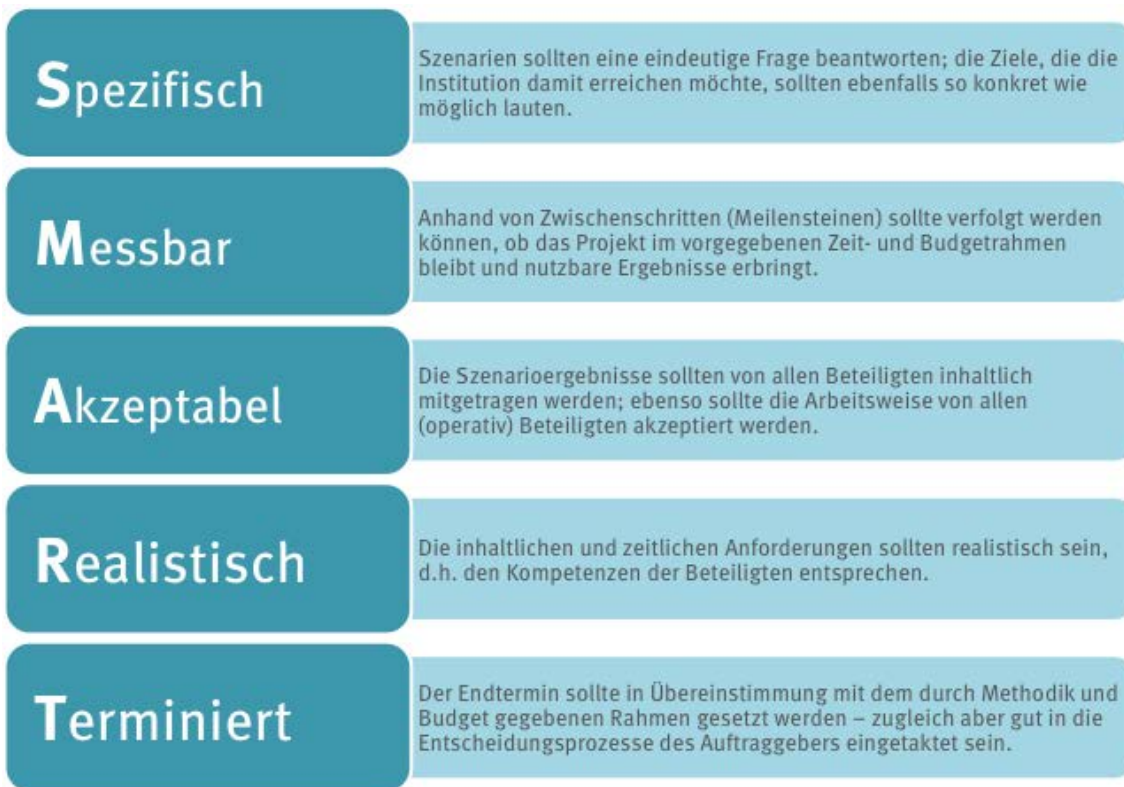 Spezifisch
Szenarien sollten eine eindeutige Frage beantworten; die Ziele, die die
Institution damit erreichen möchte, sollten ebenfalls so konkret wie
möglich lauten.
Messbar
Anhand von Zwischenschritten (Meilensteinen) sollte verfolgt werden
können, ob das Projekt im vorgegebenen Zeit- und Budgetrahmen
bleibt und nutzbare Ergebnisse erbringt.
Akzeptabel
Die Szenarioergebnisse sollten von allen Beteiligten inhaltlich
mitgetragen werden; ebenso sollte die Arbeitsweise von allen
(operativ) Beteiligten akzeptiert werden.
Realistisch
Die inhaltlichen und zeitlichen Anforderungen sollten realistisch sein,
d.h. den Kompetenzen der Beteiligten entsprechen.
Terminiert
Der Endtermin sollte in Übereinstimmung mit dem durch Methodik und
Budget gegebenen Rahmen gesetzt werden – zugleich aber gut in die
Entscheidungsprozesse des Auftraggebers eingetaktet sein.